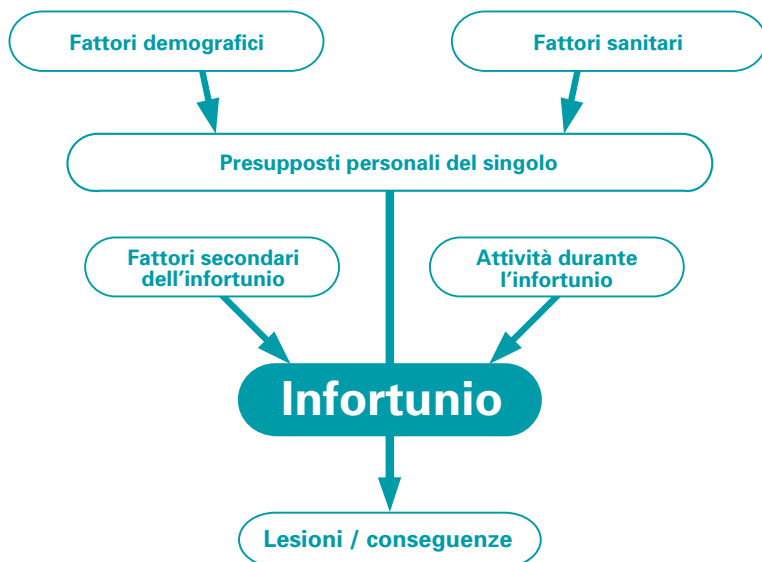 Fattori demografici
Fattori sanitari
Presupposti personali del singolo
Fattori secondari
dell’infortunio
Attività durante
l’infortunio
Infortunio
Lesioni / conseguenze